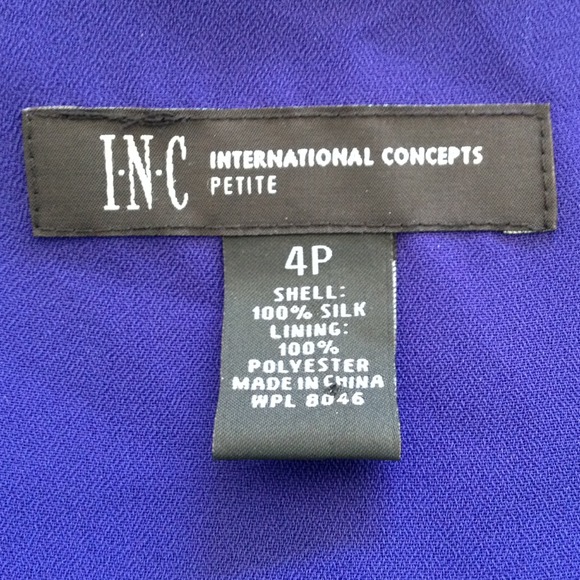 I·N·C INTERNATIONAL CONCEPTS
PETITE
4P
SHELL:
100% SILK
LINING:
100%
POLYESTER
MADE IN CHINA
WPL 8046